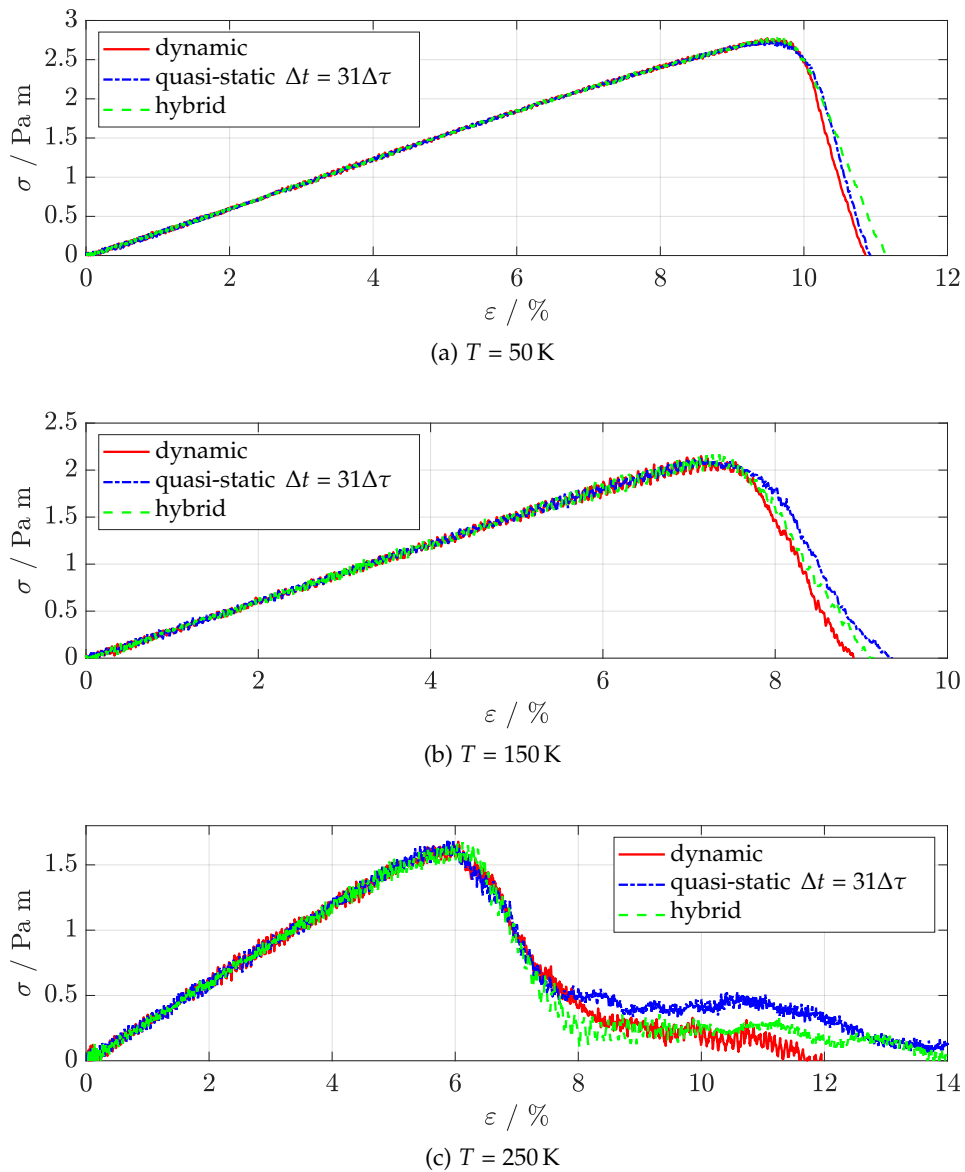 3
2.5
2
1.5
1
0.5
0
σ / Pa m
dynamic
quasi-static Δt = 31Δτ
hybrid
0 2 4 6 8 10 12
ε / %
(a) T = 50 K
2.5
2
1.5
1
0.5
0
σ / Pa m
dynamic
quasi-static Δt = 31Δτ
hybrid
0 2 4 6 8 10
ε / %
(b) T = 150 K
1.5
1
0.5
0
σ / Pa m
dynamic
quasi-static Δt = 31Δτ
hybrid
0 2 4 6 8 10 12 14
ε / %
(c) T = 250 K